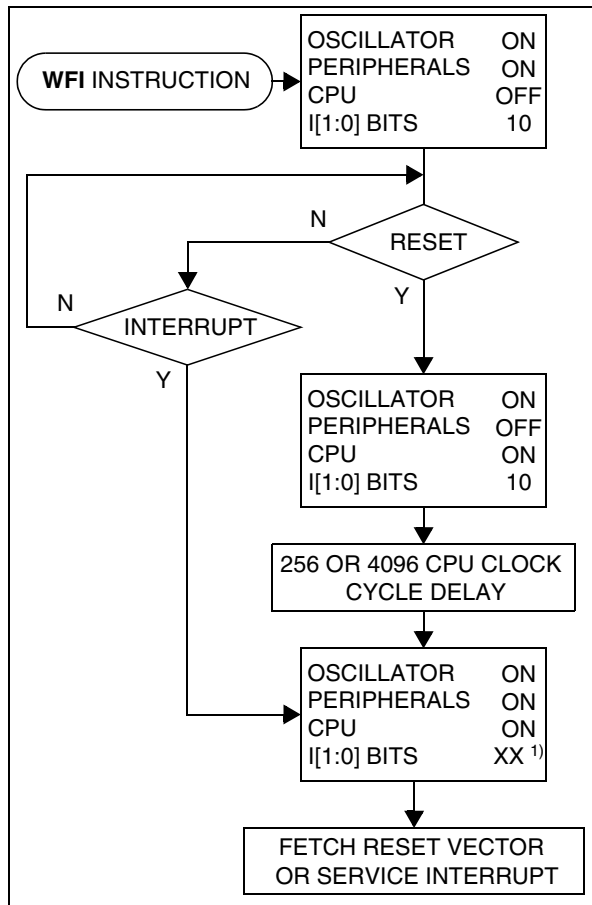 WFI INSTRUCTION
OSCILLATOR ON
PERIPHERALS ON
CPU OFF
I[1:0] BITS 10
N
RESET
Y
N
INTERRUPT
Y
OSCILLATOR ON
PERIPHERALS OFF
CPU ON
I[1:0] BITS 10
256 OR 4096 CPU CLOCK
CYCLE DELAY
OSCILLATOR ON
PERIPHERALS ON
CPU ON
I[1:0] BITS XX 1)
FETCH RESET VECTOR
OR SERVICE INTERRUPT